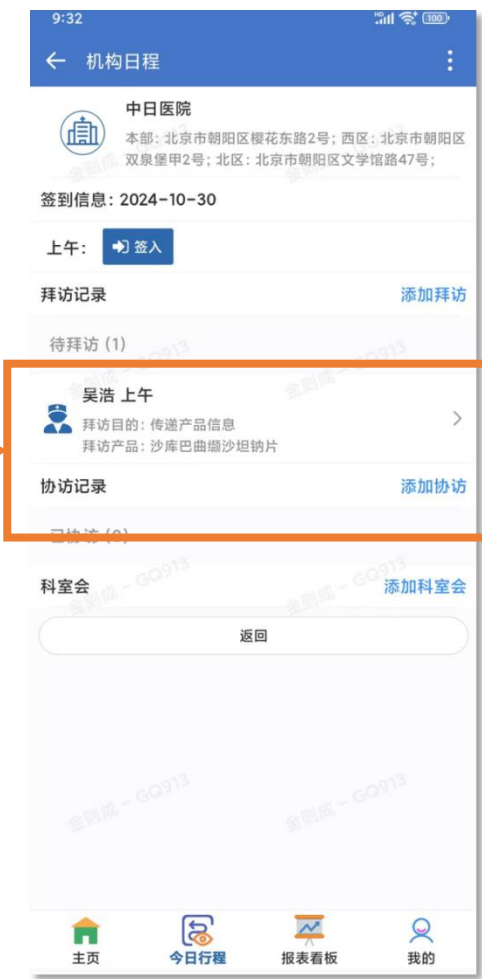 9:32
HD 100
机构日程
中日医院
本部: 北京市朝阳区樱花东路2号; 西区: 北京市朝阳区
双泉堡甲2号; 北区: 北京市朝阳区文学馆路47号;
签到信息: 2024-10-30
上午: 签入
拜访记录 添加拜访
待拜访 (1)
吴浩 上午
拜访目的: 传递产品信息
拜访产品: 沙库巴曲缬沙坦钠片
协访记录 添加协访
已协访 (0)
科室会 添加科室会
返回
主页 今日行程 报表看板 我的